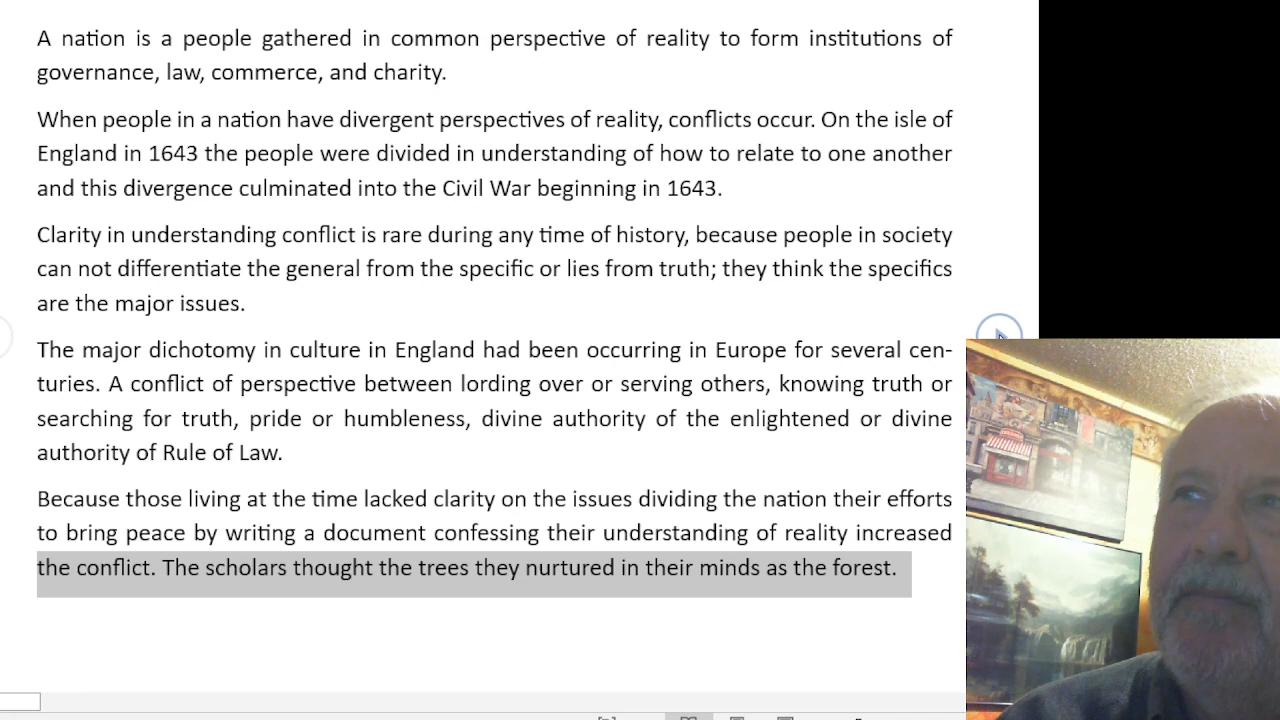 A nation is a people gathered in common perspective of reality to form institutions of
governance, law, commerce, and charity.
When people in a nation have divergent perspectives of reality, conflicts occur. On the isle of
England in 1643 the people were divided in understanding of how to relate to one another
and this divergence culminated into the Civil War beginning in 1643.
Clarity in understanding conflict is rare during any time of history, because people in society
can not differentiate the general from the specific or lies from truth; they think the specifics
are the major issues.
The major dichotomy in culture in England had been occurring in Europe for several cen-
turies. A conflict of perspective between lording over or serving others, knowing truth or
searching for truth, pride or humbleness, divine authority of the enlightened or divine
authority of Rule of Law.
Because those living at the time lacked clarity on the issues dividing the nation their efforts
to bring peace by writing a document confessing their understanding of reality increased
the conflict. The scholars thought the trees they nurtured in their minds as the forest.